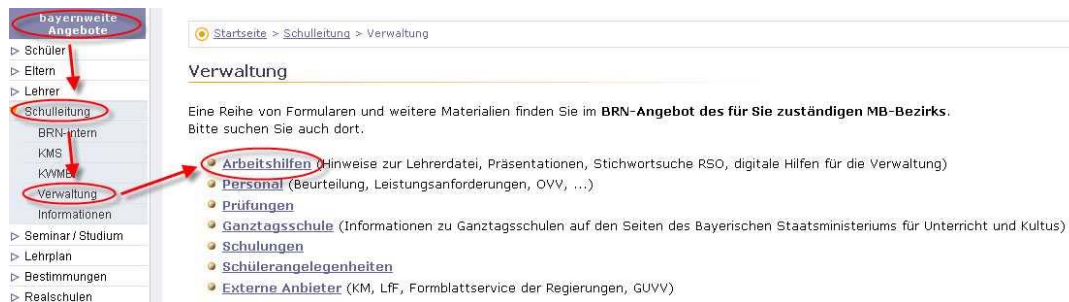 bayernweite
Angebote
Schüler
Eltern
Lehrer
Schulleitung
BRN-intern
KMS
KWMBl
Verwaltung
Informationen
Seminar / Studium
Lehrplan
Bestimmungen
Realschulen
Startseite > Schulleitung > Verwaltung
Verwaltung
Eine Reihe von Formularen und weitere Materialien finden Sie im BRN-Angebot des für Sie zuständigen MB-Bezirks.
Bitte suchen Sie auch dort.
Arbeitshilfen (Hinweise zur Lehrerdatei, Präsentationen, Stichwortsuche RSO, digitale Hilfen für die Verwaltung)
Personal (Beurteilung, Leistungsanforderungen, OVV, ...)
Prüfungen
Ganztagsschule (Informationen zu Ganztagsschulen auf den Seiten des Bayerischen Staatsministeriums für Unterricht und Kultus)
Schulungen
Schülerangelegenheiten
Externe Anbieter (KM, LfF, Formblattservice der Regierungen, GUVV)